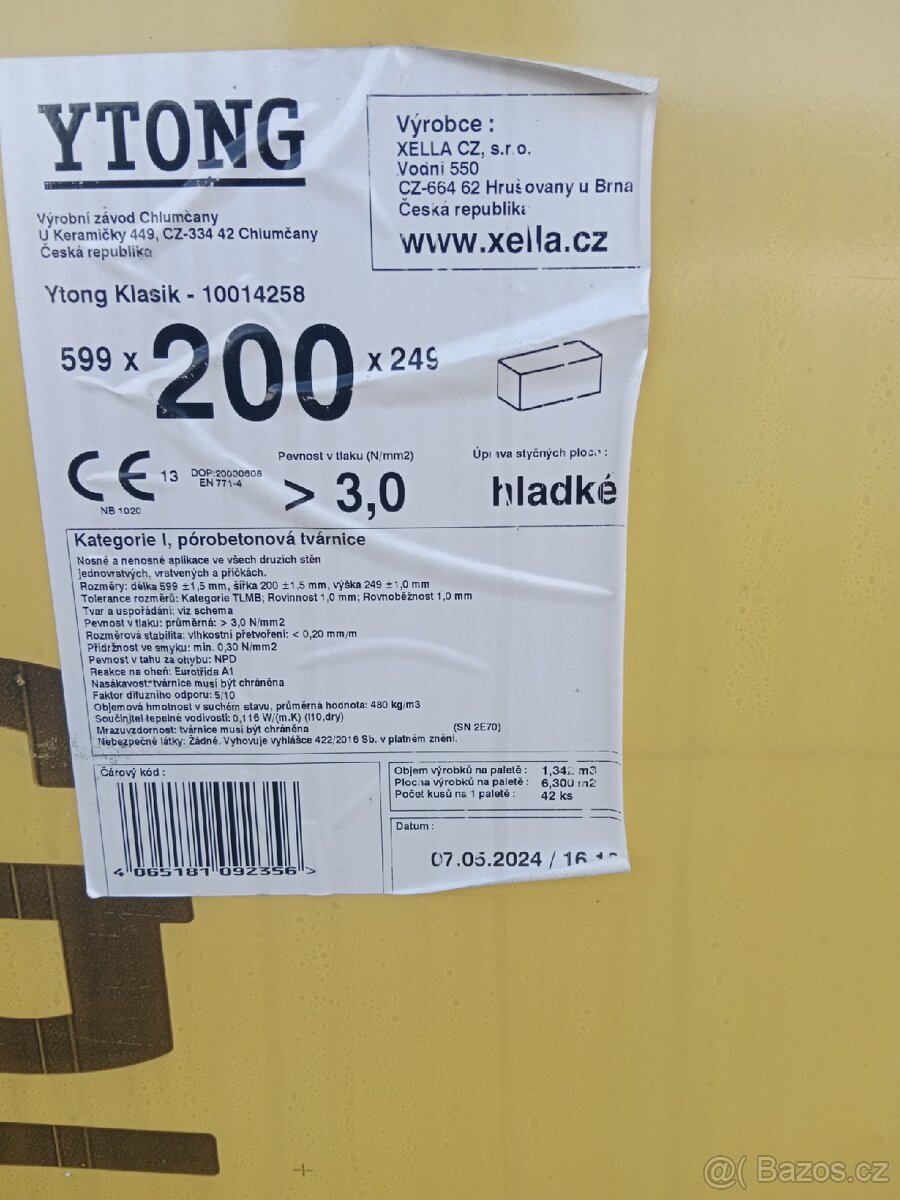 YTONG
Výrobní závod Chlumčany
U Keramičky 449, CZ-334 42 Chlumčany
Česká republika
Výrobce :
XELLA CZ, s.r.o.
Vodní 550
CZ-664 62 Hrušovany u Brna
Česká republika
www.xella.cz
Ytong Klasik - 10014258
599 x 200 x 249
CE 13
NB 1020
DOP:20030608
EN 771-4
Pevnost v tlaku (N/mm2)
> 3,0
Úprava styčných ploch :
hladké
Kategorie I, pórobetonová tvárnice
Nosné a nenosné aplikace ve všech druzích stěn
jednovrstvých, vrstvených a příčkách.
Rozměry: délka 599 ±1,5 mm, šířka 200 ±1,5 mm, výška 249 ±1,0 mm
Tolerance rozměrů: Kategorie TLMB; Rovinnost 1,0 mm; Rovnoběžnost 1,0 mm
Tvar a uspořádání: viz schema
Pevnost v tlaku: průměrná: > 3,0 N/mm2
Rozměrová stabilita: vlhkostní přetvoření: < 0,20 mm/m
Přídržnost ve smyku: min. 0,30 N/mm2
Pevnost v tahu za ohybu: NPD
Reakce na oheň: Eurotřída A1
Nasákavost: tvárnice musí být chráněna
Faktor difuzního odporu: 5/10
Objemová hmotnost v suchém stavu, průměrná hodnota: 480 kg/m3
Součinitel tepelné vodivosti: 0,116 W/(m.K) (l10,dry)
Mrazuvzdornost: tvárnice musí být chráněna (SN 2E70)
Nebezpečné látky: Žádné. Vyhovuje vyhlášce 422/2016 Sb. v platném znění.
Čárový kód :
4 065181 092356 >
Objem výrobků na paletě : 1,342 m3
Plocha výrobků na paletě : 6,300 m2
Počet kusů na 1 paletě : 42 ks
Datum :
07.05.2024 / 16
@( Bazos.cz